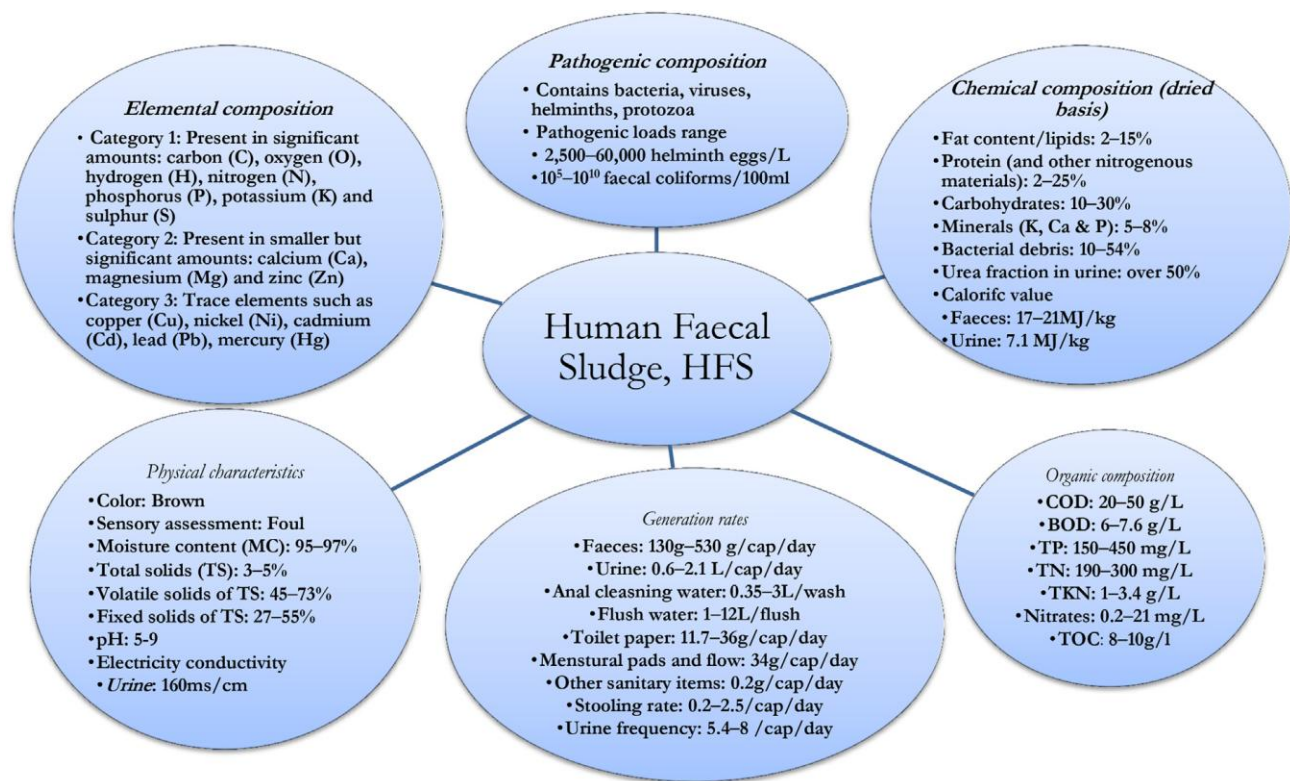 Elemental composition
• Category 1: Present in significant
amounts: carbon (C), oxygen (O),
hydrogen (H), nitrogen (N),
phosphorus (P), potassium (K) and
sulphur (S)
•Category 2: Present in smaller but
significant amounts: calcium (Ca),
magnesium (Mg) and zinc (Zn)
•Category 3: Trace elements such as
copper (Cu), nickel (Ni), cadmium
(Cd), lead (Pb), mercury (Hg)
Pathogenic composition
• Contains bacteria, viruses,
helminths, protozoa
• Pathogenic loads range
• 2,500–60,000 helminth eggs/L
•10⁵–10¹⁰ faecal coliforms/100ml
Chemical composition (dried
basis)
•Fat content/lipids: 2–15%
•Protein (and other nitrogenous
materials): 2–25%
•Carbohydrates: 10–30%
•Minerals (K, Ca & P): 5–8%
•Bacterial debris: 10–54%
•Urea fraction in urine: over 50%
•Calorifc value
•Faeces: 17–21MJ/kg
•Urine: 7.1 MJ/kg
Human Faecal
Sludge, HFS
Physical characteristics
•Color: Brown
•Sensory assessment: Foul
•Moisture content (MC): 95–97%
•Total solids (TS): 3–5%
•Volatile solids of TS: 45–73%
•Fixed solids of TS: 27–55%
•pH: 5-9
•Electricity conductivity
•Urine: 160ms/cm
Generation rates
•Faeces: 130g–530 g/cap/day
•Urine: 0.6–2.1 L/cap/day
•Anal cleasning water: 0.35–3L/wash
•Flush water: 1–12L/flush
•Toilet paper: 11.7–36g/cap/day
•Menstural pads and flow: 34g/cap/day
•Other sanitary items: 0.2g/cap/day
•Stooling rate: 0.2–2.5/cap/day
•Urine frequency: 5.4–8 /cap/day
Organic composition
•COD: 20–50 g/L
•BOD: 6–7.6 g/L
•TP: 150–450 mg/L
•TN: 190–300 mg/L
•TKN: 1–3.4 g/L
•Nitrates: 0.2–21 mg/L
•TOC: 8–10g/l